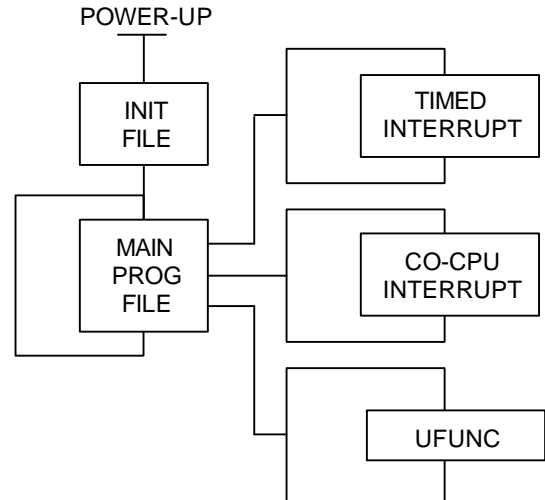 POWER-UP
INIT
FILE
MAIN
PROG
FILE
TIMED
INTERRUPT
CO-CPU
INTERRUPT
UFUNC